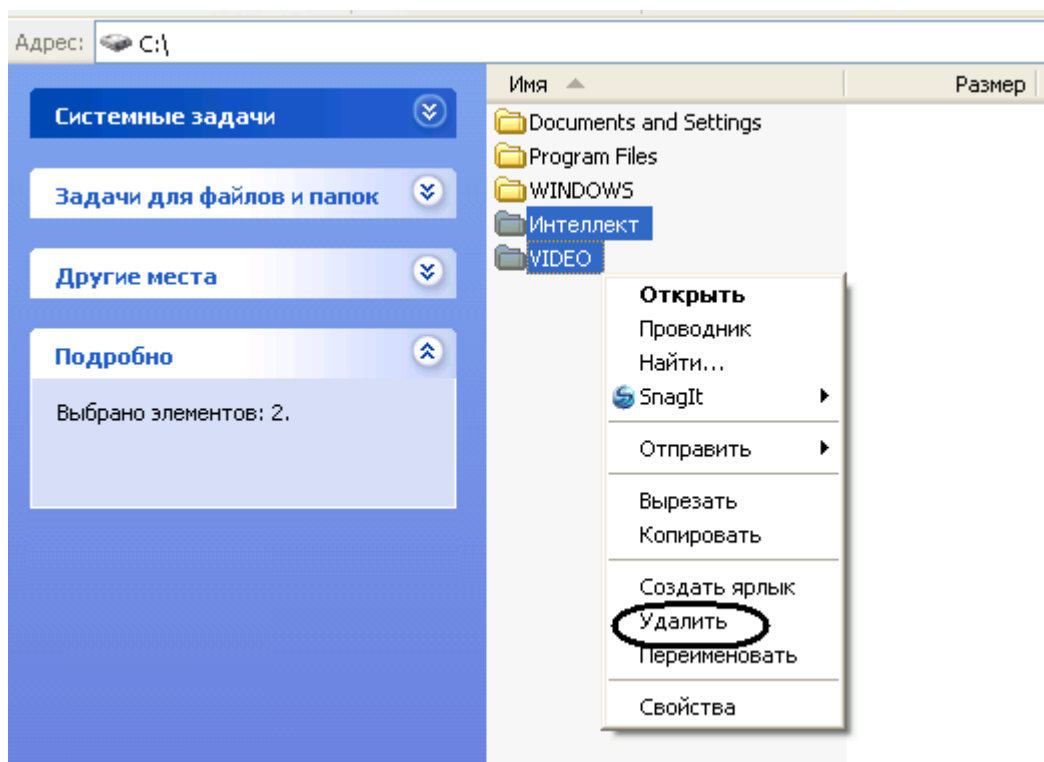 Адрес: C:\
Имя Размер
Системные задачи
Задачи для файлов и папок
Другие места
Подробно
Выбрано элементов: 2.
Documents and Settings
Program Files
WINDOWS
Интеллект
VIDEO
Открыть
Проводник
Найти...
SnagIt
Отправить
Вырезать
Копировать
Создать ярлык
Удалить
Переименовать
Свойства